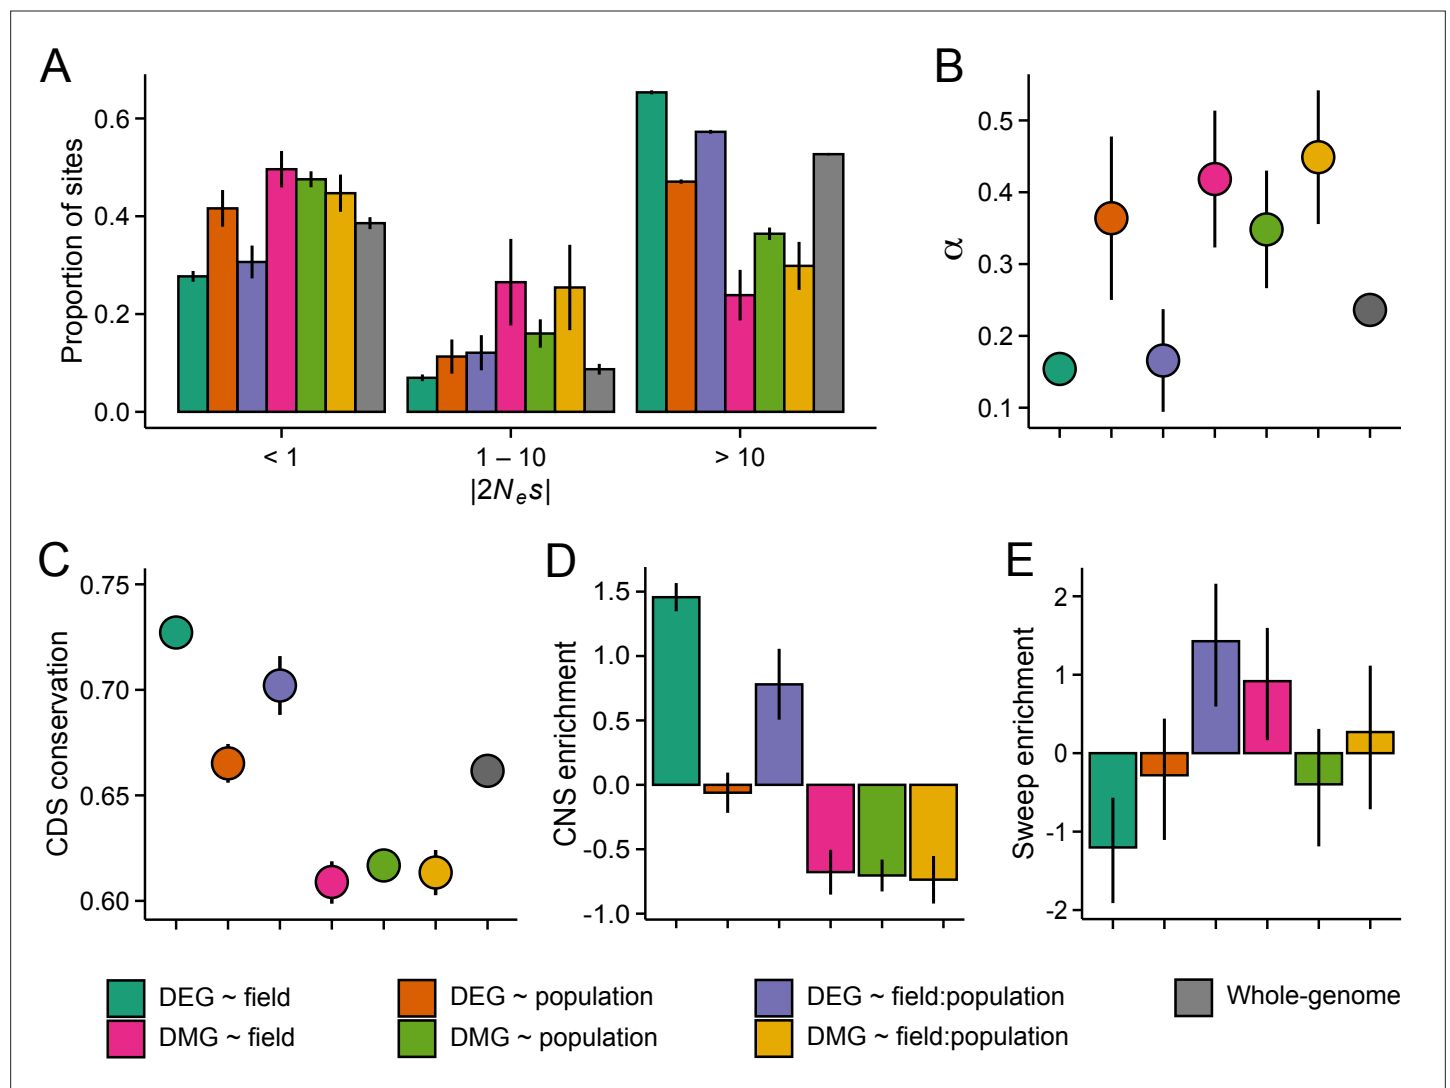 A
Proportion of sites
0.6
0.4
0.2
0.0
< 1
1 – 10
> 10
|2Nₑs|
B
α
0.5
0.4
0.3
0.2
0.1
C
CDS conservation
0.75
0.70
0.65
0.60
D
CNS enrichment
1.5
1.0
0.5
0.0
-0.5
-1.0
E
Sweep enrichment
2
1
0
-1
-2
DEG ~ field
DEG ~ population
DEG ~ field:population
Whole-genome
DMG ~ field
DMG ~ population
DMG ~ field:population